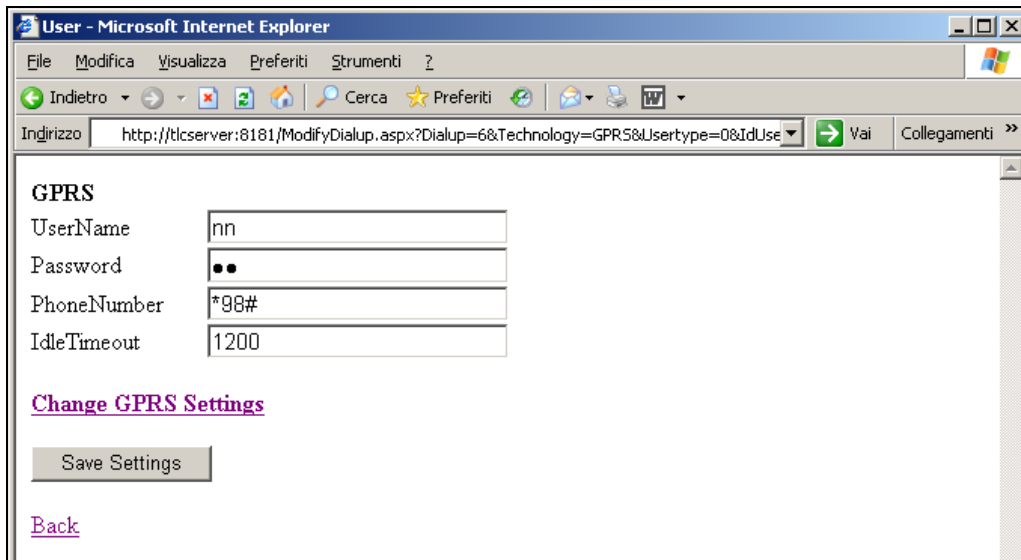 User - Microsoft Internet Explorer
File Modifica Visualizza Preferiti Strumenti ?
Indietro Cerca Preferiti
Indirizzo http://tlcserver:8181/ModifyDialup.aspx?Dialup=6&Technology=GPRS&Usertype=0&IdUse Vai Collegamenti »
GPRS
UserName nn
Password ●●
PhoneNumber *98#
IdleTimeout 1200
Change GPRS Settings
Save Settings
Back